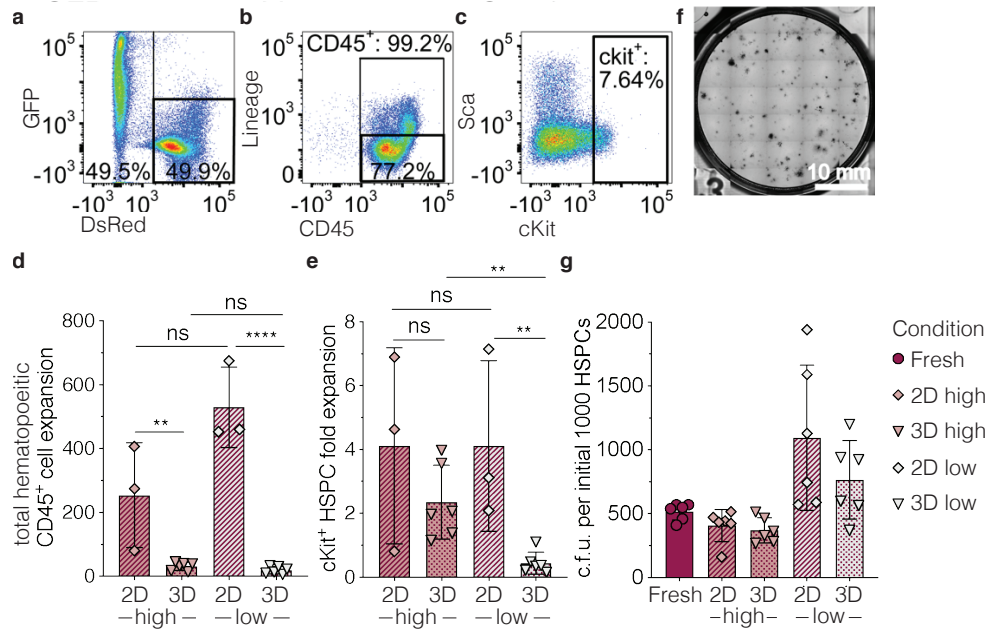 a
10⁵
10³
-10³
GFP
49.5%
49.9%
-10³ 10³ 10⁵
DsRed
b
10⁵
10³
0
Lineage
CD45⁺: 99.2%
77.2%
-10³ 10³ 10⁵
CD45
c
10⁵
10³
-10³
Sca
ckit⁺:
7.64%
-10³ 10³ 10⁵
cKit
f
10 mm
d
total hematopoeitic
CD45⁺ cell expansion
800
600
400
200
0
ns
ns
****
**
2D 3D 2D 3D
–high– –low–
e
cKit⁺ HSPC fold expansion
8
6
4
2
0
**
ns
ns
**
2D 3D 2D 3D
–high– –low–
g
c.f.u. per initial 1000 HSPCs
2000
1500
1000
500
0
Fresh 2D 3D 2D 3D
–high– –low–
Condition
Fresh
2D high
3D high
2D low
3D low